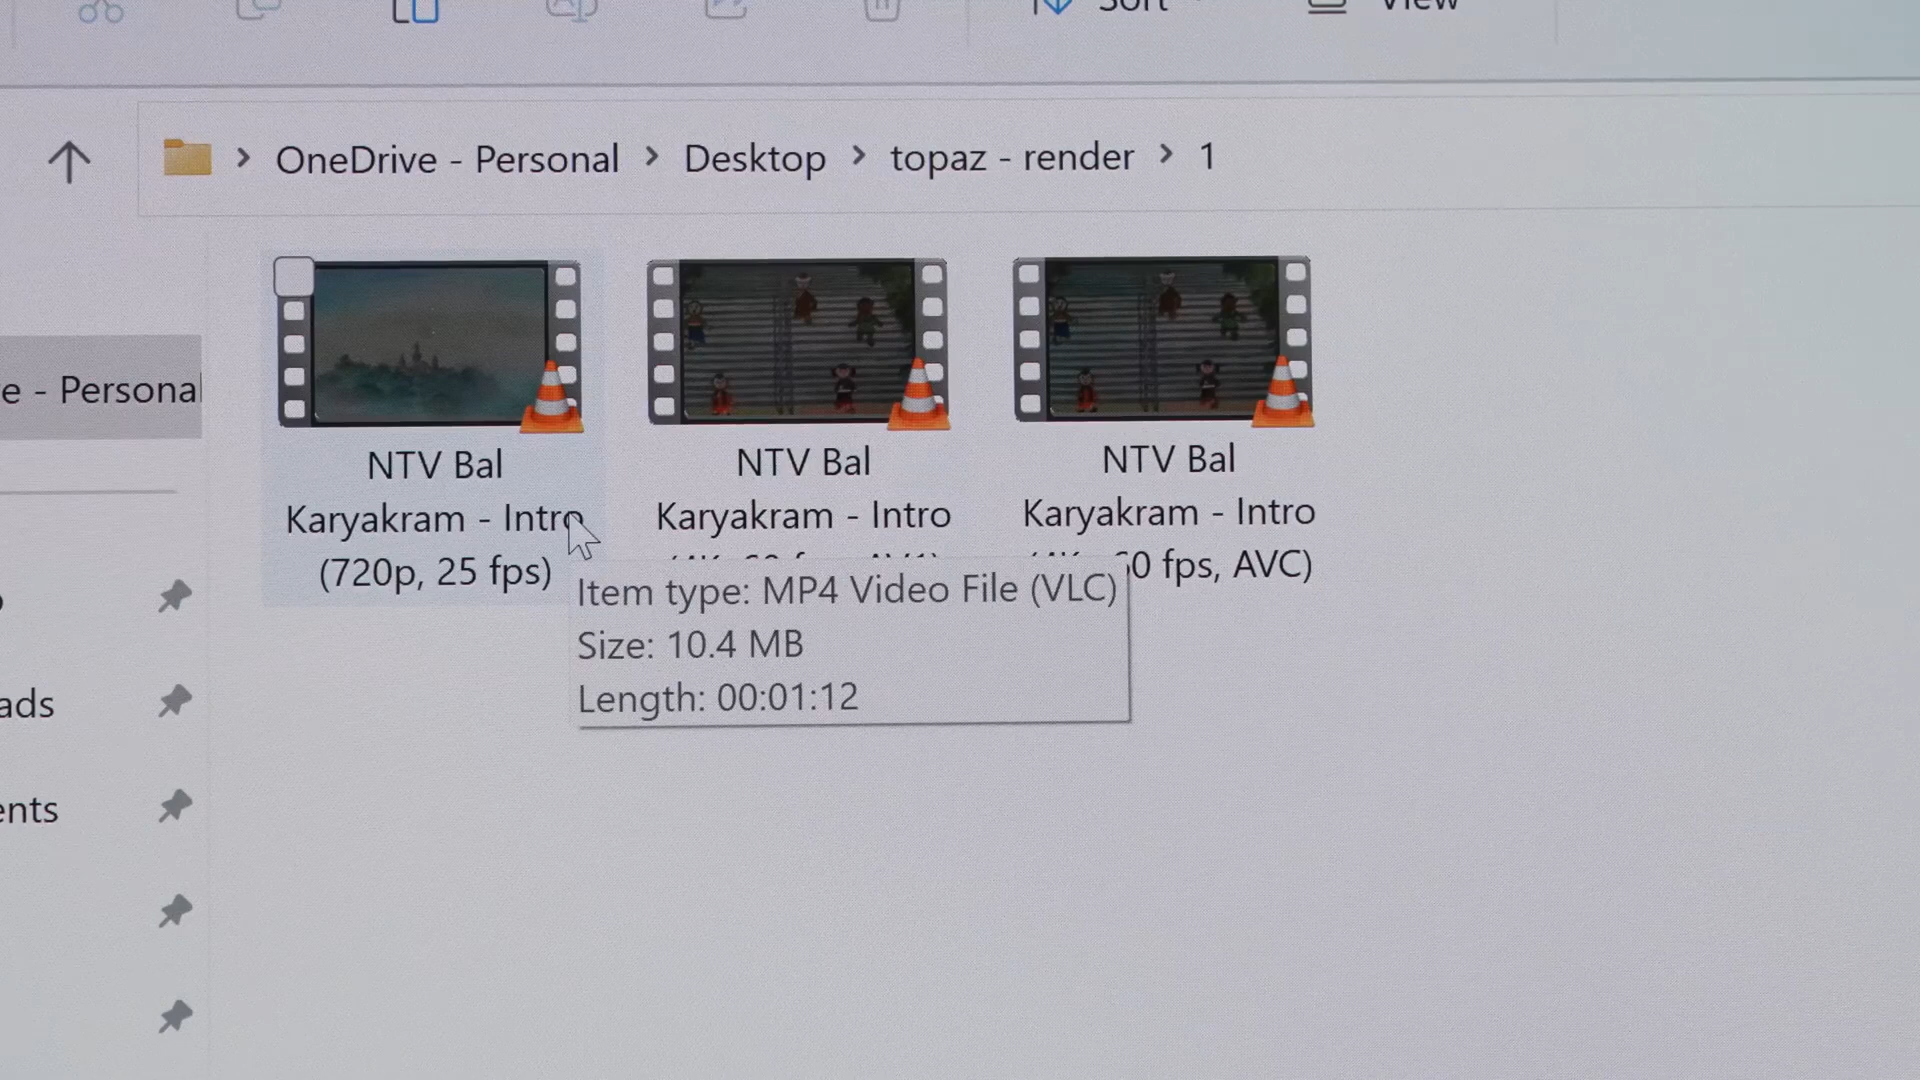 Sort
View
OneDrive - Personal > Desktop > topaz - render > 1
e - Personal
NTV Bal
Karyakram - Intro
(720p, 25 fps)
NTV Bal
Karyakram - Intro
NTV Bal
Karyakram - Intro
0 fps, AVC)
Item type: MP4 Video File (VLC)
Size: 10.4 MB
Length: 00:01:12
ads
ents